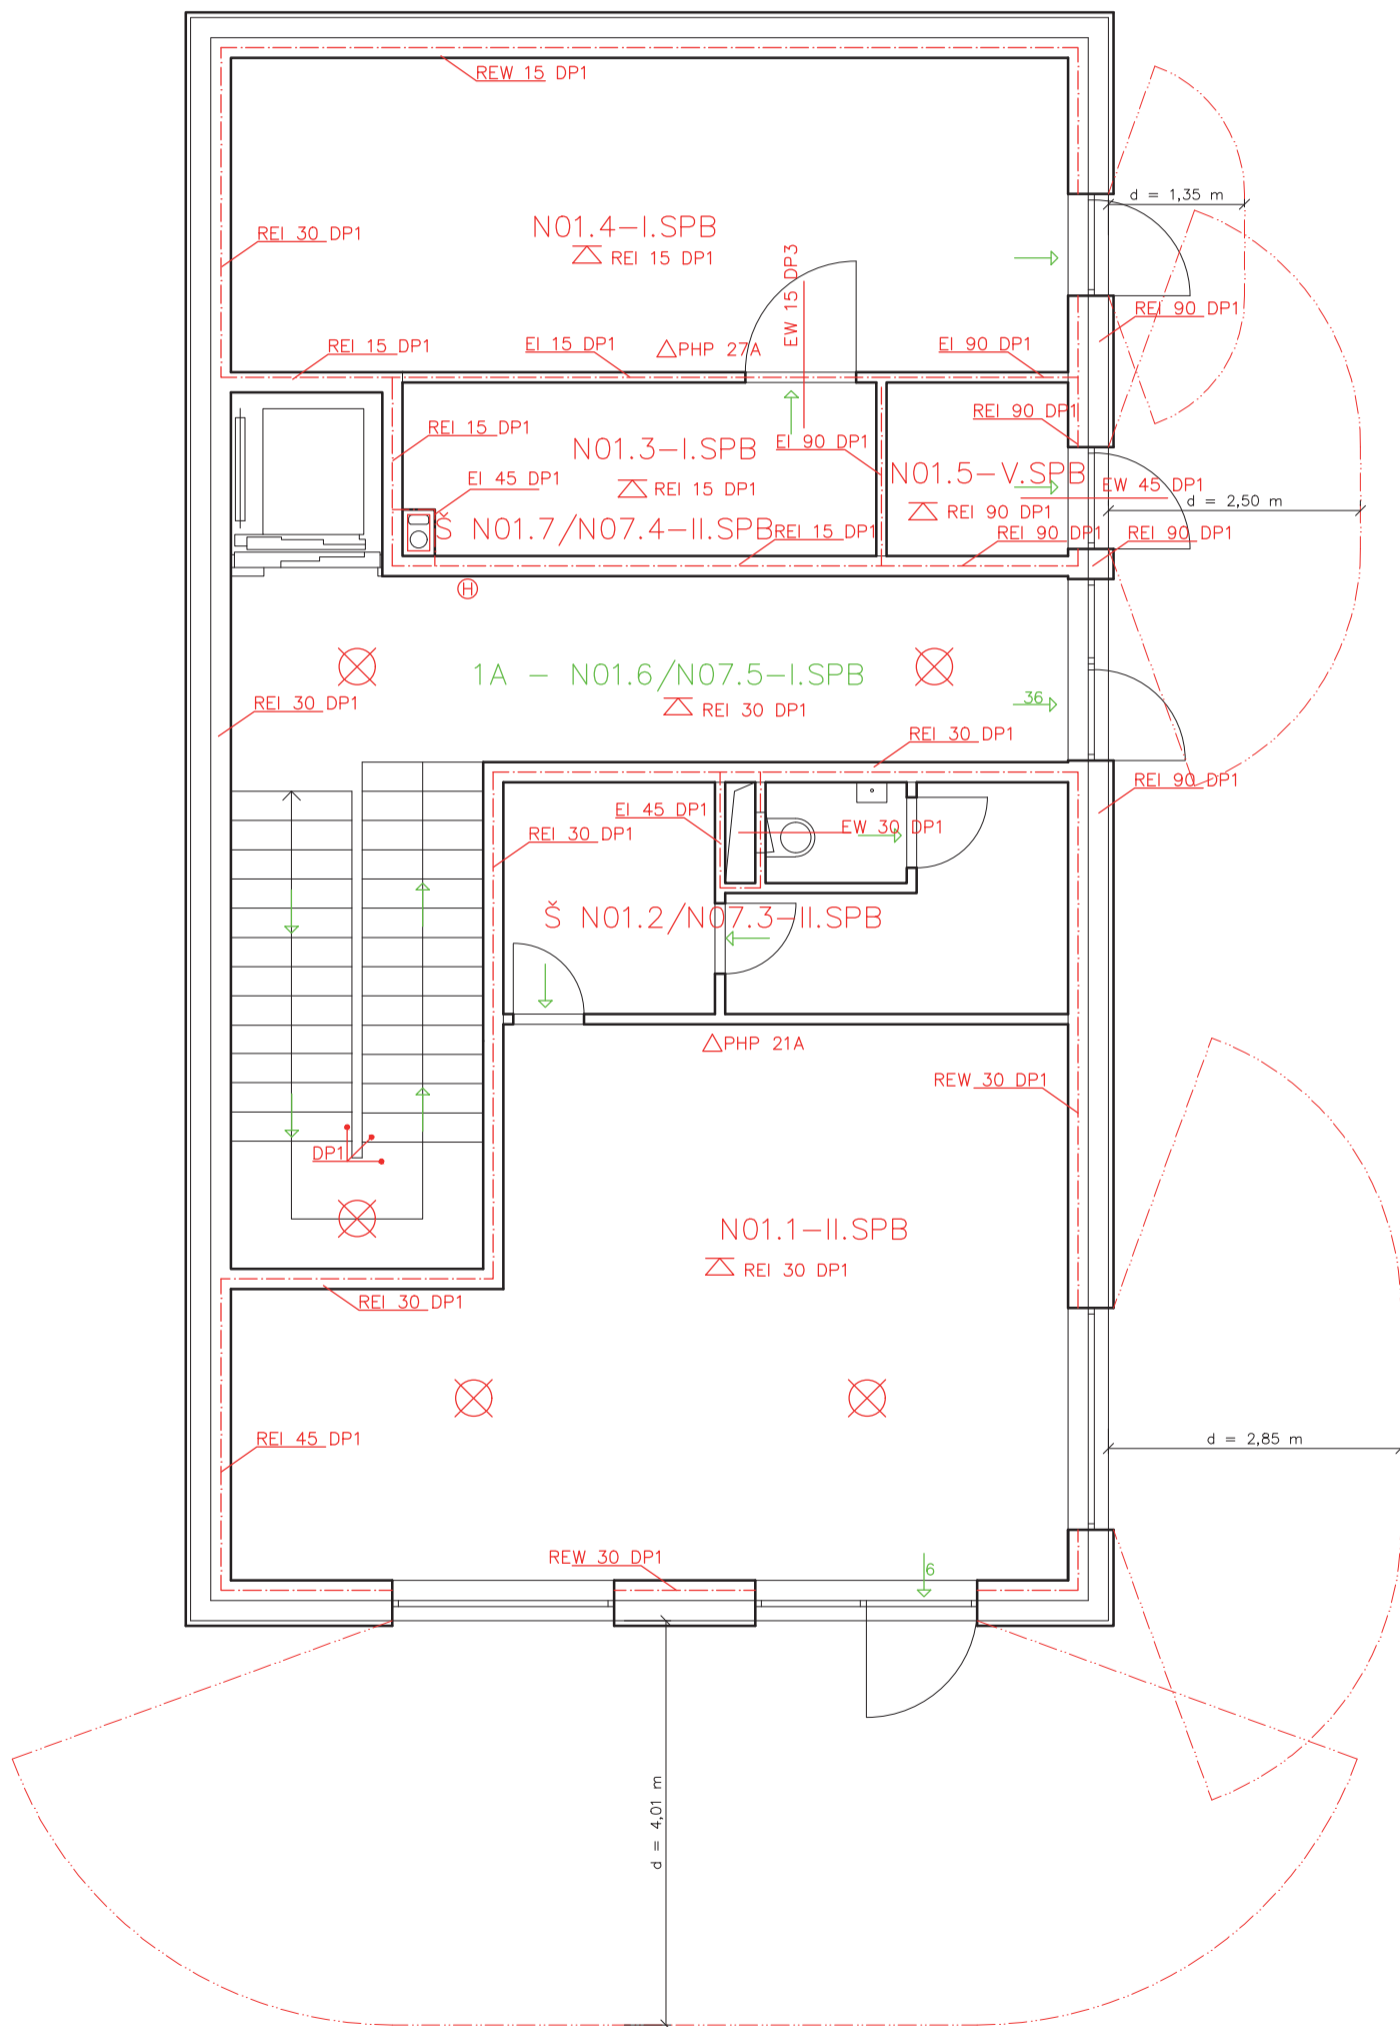 REW 15 DP1
d = 1,35 m
N01.4-I.SPB
REI 30 DP1
REI 15 DP1
EW 15 DP3
REI 90 DP1
REI 15 DP1
EI 15 DP1
PHP 27A
EI 90 DP1
REI 90 DP1
REI 15 DP1
N01.3-I.SPB
EI 90 DP1
N01.5-V.SPB
EI 45 DP1
REI 15 DP1
EW 45 DP1
d = 2,50 m
REI 90 DP1
Š N01.7/N07.4-II.SPB
REI 15 DP1
REI 90 DP1
REI 90 DP1
H
1A - N01.6/N07.5-I.SPB
36
REI 30 DP1
REI 30 DP1
REI 30 DP1
REI 90 DP1
EI 45 DP1
REI 30 DP1
EW 30 DP1
Š N01.2/N07.3-II.SPB
PHP 21A
REW 30 DP1
DP1
N01.1-II.SPB
REI 30 DP1
REI 30 DP1
REI 45 DP1
d = 2,85 m
REW 30 DP1
6
d = 4,01 m